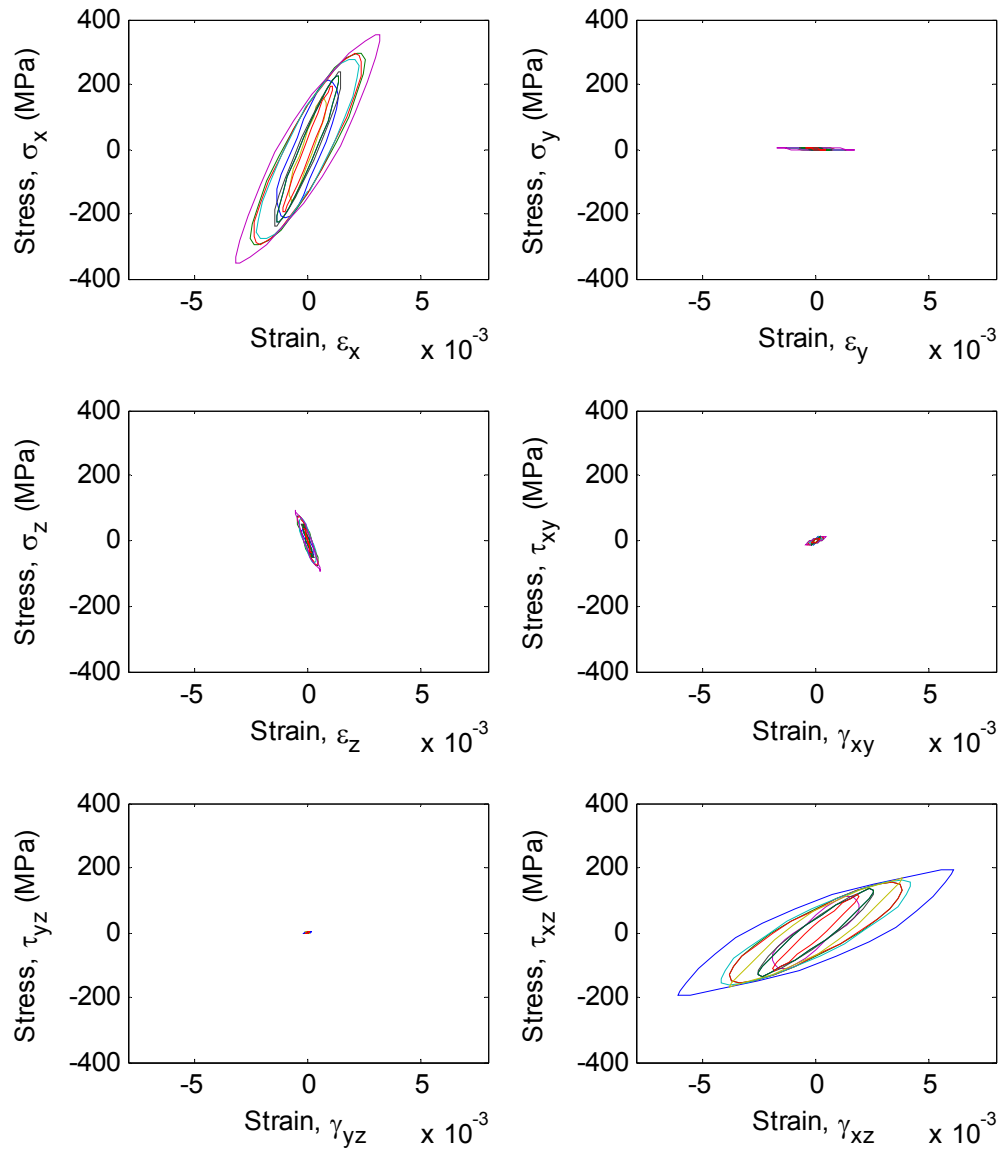 400
200
0
-200
-400
Stress, σx (MPa)
-5 0 5
Strain, εx x 10-3
400
200
0
-200
-400
Stress, σy (MPa)
-5 0 5
Strain, εy x 10-3
400
200
0
-200
-400
Stress, σz (MPa)
-5 0 5
Strain, εz x 10-3
400
200
0
-200
-400
Stress, τxy (MPa)
-5 0 5
Strain, γxy x 10-3
400
200
0
-200
-400
Stress, τyz (MPa)
-5 0 5
Strain, γyz x 10-3
400
200
0
-200
-400
Stress, τxz (MPa)
-5 0 5
Strain, γxz x 10-3